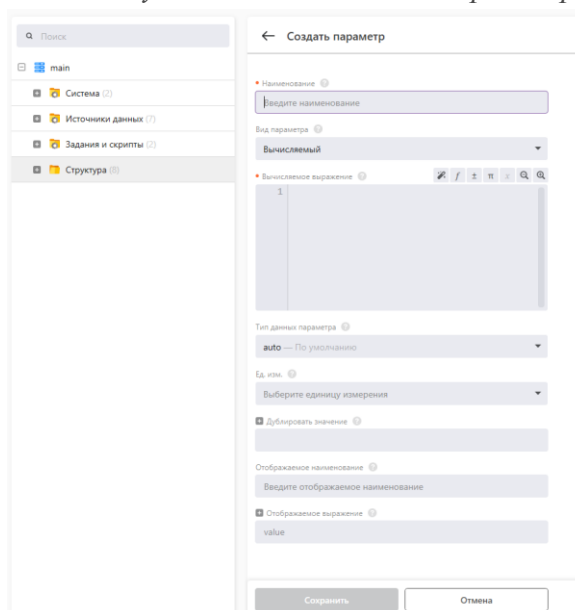 Поиск
main
Система (2)
Источники данных (7)
Задания и скрипты (2)
Структура (8)
Создать параметр
* Наименование
Введите наименование
Вид параметра
Вычисляемый
* Вычисляемое выражение
f ± π x
1
Тип данных параметра
auto — По умолчанию
Ед. изм.
Выберите единицу измерения
Дублировать значение
Отображаемое наименование
Введите отображаемое наименование
Отображаемое выражение
value
Сохранить
Отмена